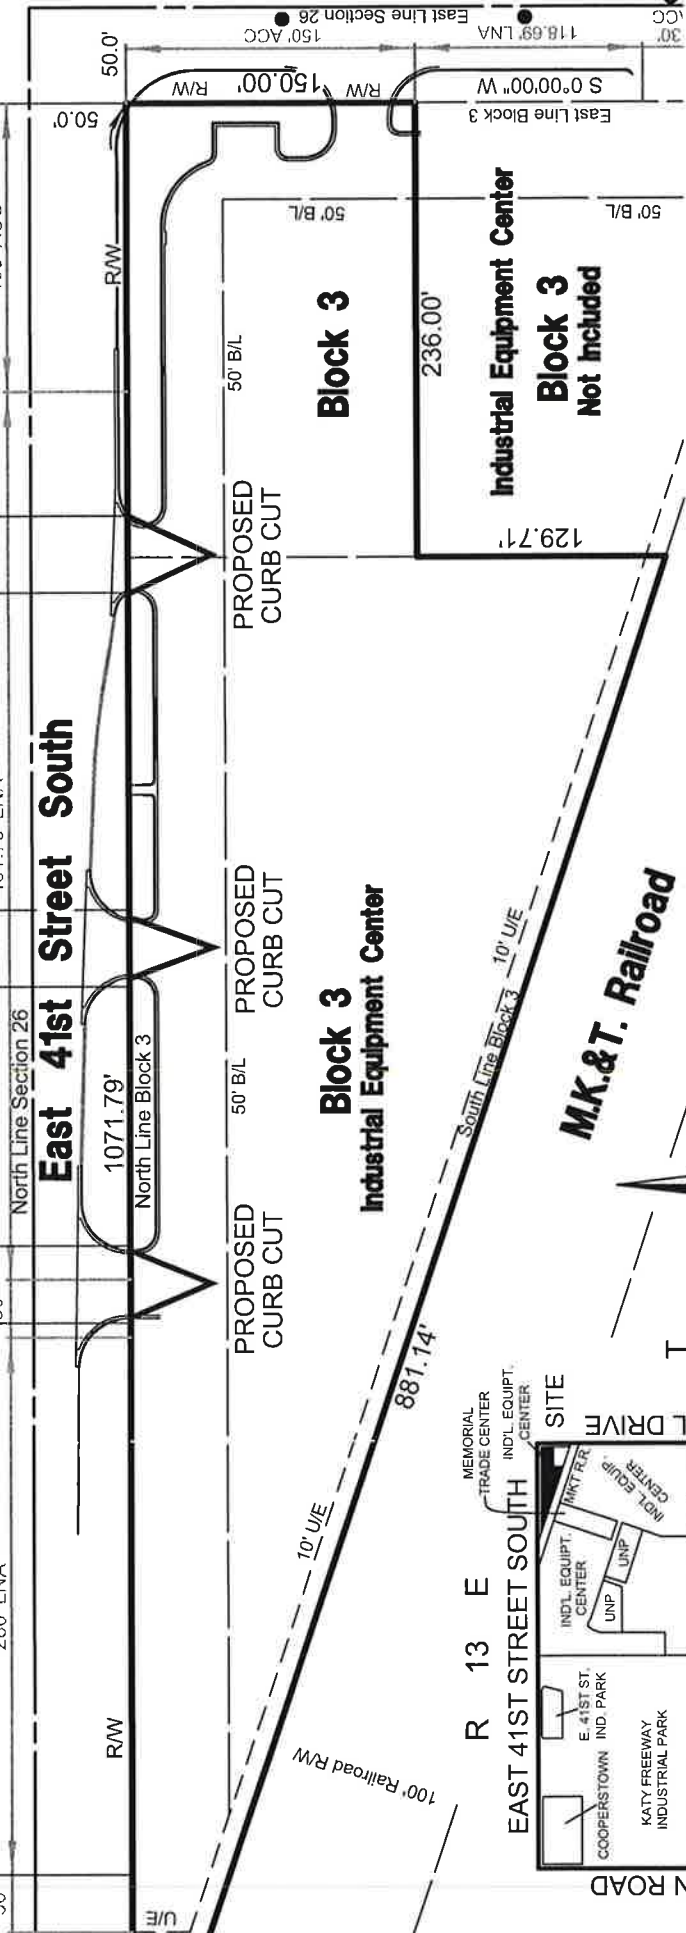 50.0'
150' ACC
East Line Section 26
118.69' LNA
30'
ACC
50.0'
R/W
150.00'
R/W
S 0°00'00" W
East Line Block 3
R/W
50' B/L
50' B/L
50' B/L
Block 3
236.00'
Industrial Equipment Center
Block 3
Not Included
129.71'
PROPOSED
CURB CUT
East 41st Street South
North Line Section 26
1071.79'
North Line Block 3
PROPOSED
CURB CUT
50' B/L
Block 3
Industrial Equipment Center
10' U/E
South Line Block 3
M.K.&T. Railroad
PROPOSED
CURB CUT
881.14'
10' U/E
R/W
U/E
100' Railroad R/W
R 13 E
EAST 41ST STREET SOUTH
MEMORIAL
TRADE CENTER
IND'L. EQUIPT.
CENTER
SITE
L DRIVE
MKT R.R.
IND'L. EQUIP.
CENTER
IND'L. EQUIPT.
CENTER
UNP
UNP
E. 41ST ST.
IND. PARK
COOPERSTOWN
KATY FREEWAY
INDUSTRIAL PARK
N ROAD
T